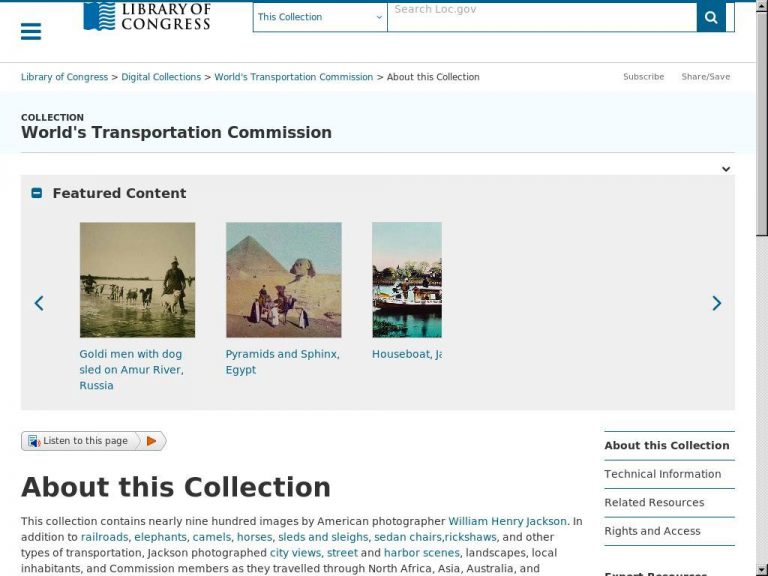 LIBRARY OF
CONGRESS
This Collection
Search Loc.gov
Library of Congress > Digital Collections > World's Transportation Commission > About this Collection
Subscribe
Share/Save
COLLECTION
World's Transportation Commission
Featured Content
Goldi men with dog
sled on Amur River,
Russia
Pyramids and Sphinx,
Egypt
Houseboat, Ja
Listen to this page
About this Collection
This collection contains nearly nine hundred images by American photographer William Henry Jackson. In
addition to railroads, elephants, camels, horses, sleds and sleighs, sedan chairs,rickshaws, and other
types of transportation, Jackson photographed city views, street and harbor scenes, landscapes, local
inhabitants, and Commission members as they travelled through North Africa, Asia, Australia, and
About this Collection
Technical Information
Related Resources
Rights and Access
Expert Resources